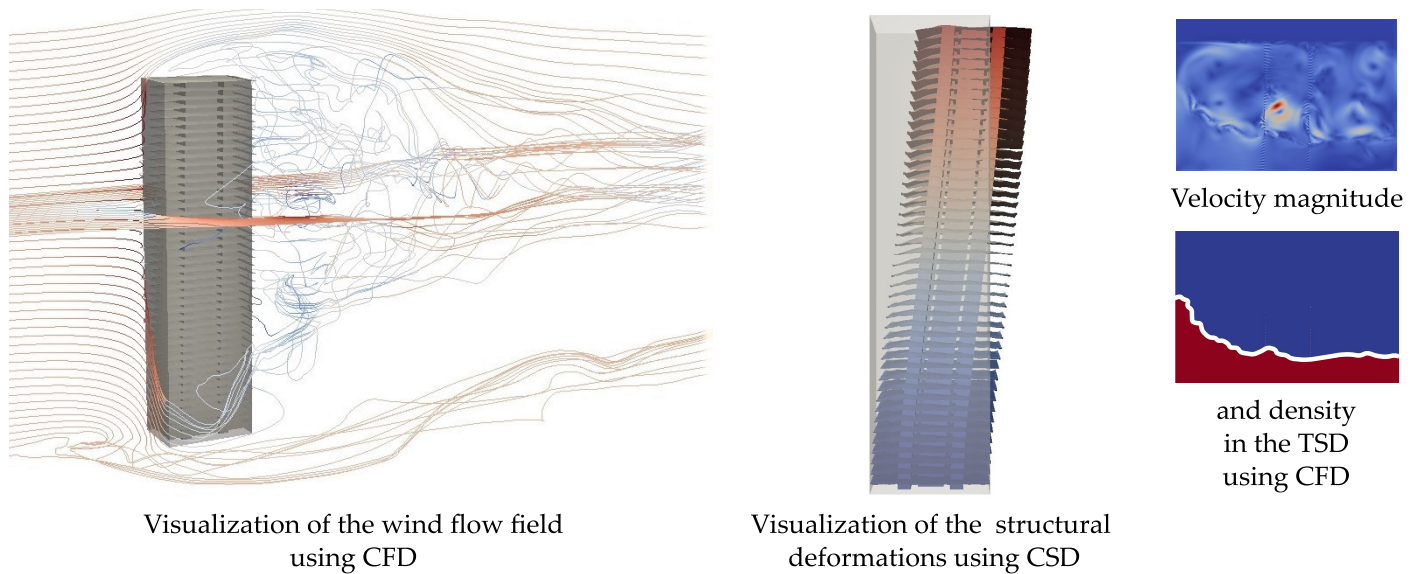 Visualization of the wind flow field
using CFD
Visualization of the structural
deformations using CSD
Velocity magnitude
and density
in the TSD
using CFD